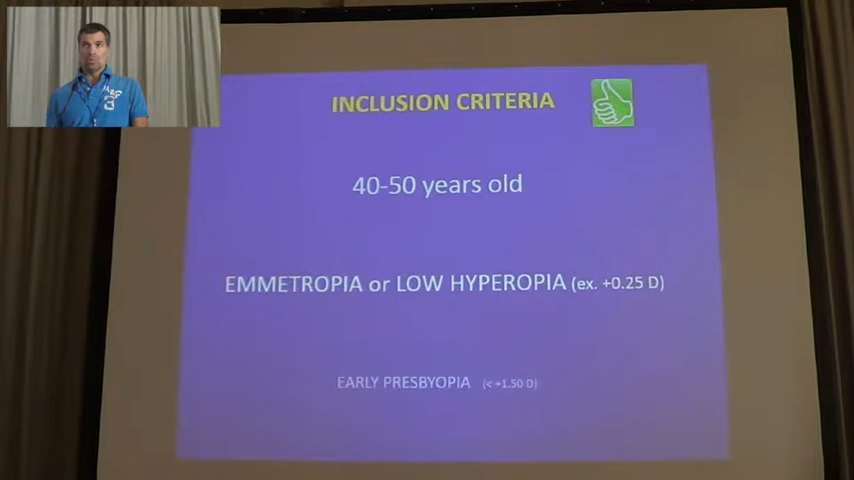 INCLUSION CRITERIA
40-50 years old
EMMETROPIA or LOW HYPEROPIA (ex. +0.25 D)
EARLY PRESBYOPIA (< +1.50 D)